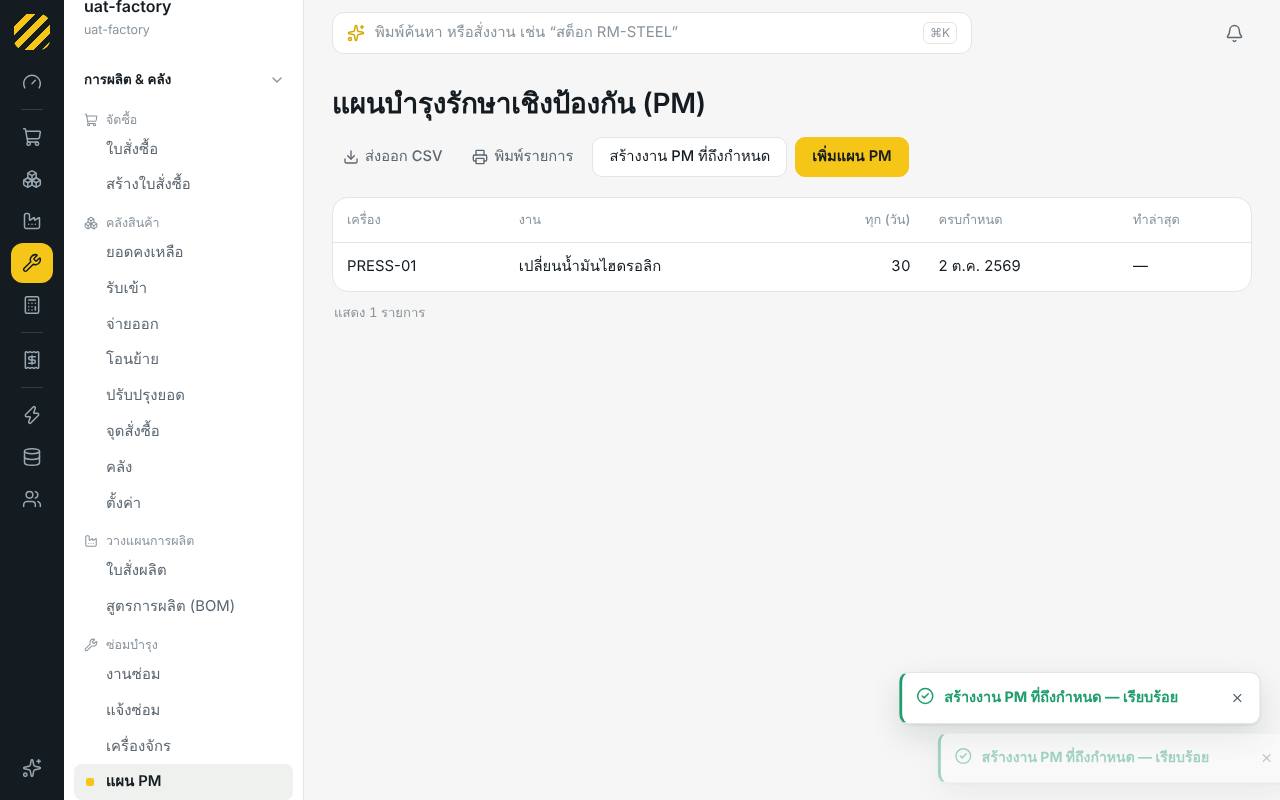 uat-factory
uat-factory
การผลิต & คลัง
จัดซื้อ
ใบสั่งซื้อ
สร้างใบสั่งซื้อ
คลังสินค้า
ยอดคงเหลือ
รับเข้า
จ่ายออก
โอนย้าย
ปรับปรุงยอด
จุดสั่งซื้อ
คลัง
ตั้งค่า
วางแผนการผลิต
ใบสั่งผลิต
สูตรการผลิต (BOM)
ซ่อมบำรุง
งานซ่อม
แจ้งซ่อม
เครื่องจักร
แผน PM
พิมพ์ค้นหา หรือสั่งงาน เช่น “สต็อก RM-STEEL” ⌘K
แผนบำรุงรักษาเชิงป้องกัน (PM)
ส่งออก CSV พิมพ์รายการ สร้างงาน PM ที่ถึงกำหนด เพิ่มแผน PM
เครื่อง งาน ทุก (วัน) ครบกำหนด ทำล่าสุด
PRESS-01 เปลี่ยนน้ำมันไฮดรอลิก 30 2 ต.ค. 2569 —
แสดง 1 รายการ
สร้างงาน PM ที่ถึงกำหนด — เรียบร้อย
สร้างงาน PM ที่ถึงกำหนด — เรียบร้อย